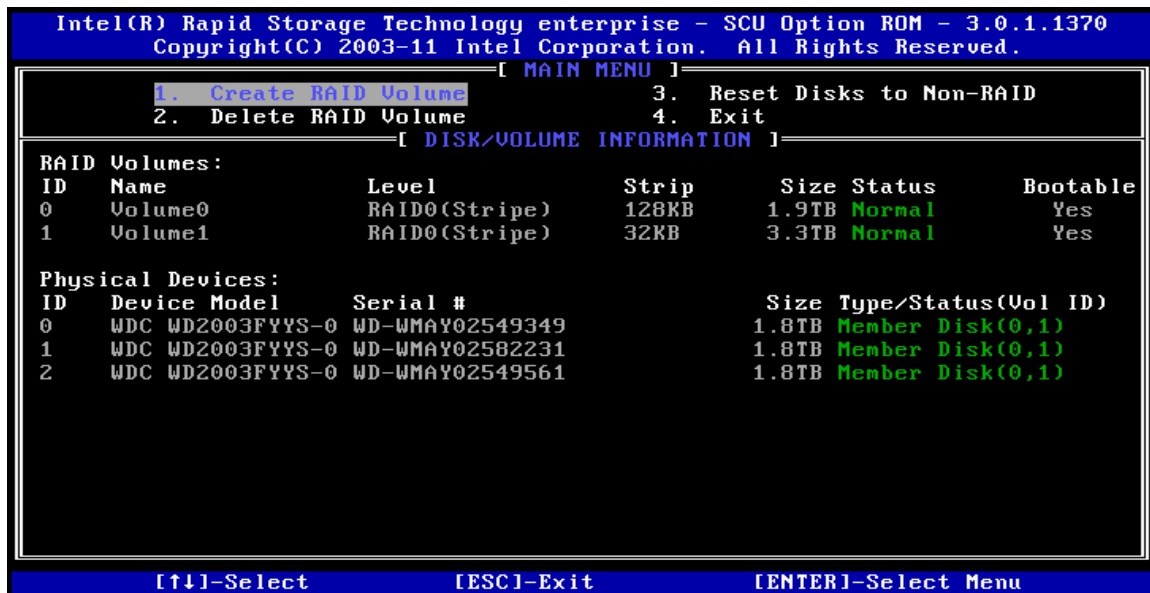 Intel(R) Rapid Storage Technology enterprise - SCU Option ROM - 3.0.1.1370
Copyright(C) 2003-11 Intel Corporation. All Rights Reserved.
[ MAIN MENU ]
1. Create RAID Volume 3. Reset Disks to Non-RAID
2. Delete RAID Volume 4. Exit
[ DISK/VOLUME INFORMATION ]
RAID Volumes:
ID Name Level Strip Size Status Bootable
0 Volume0 RAID0(Stripe) 128KB 1.9TB Normal Yes
1 Volume1 RAID0(Stripe) 32KB 3.3TB Normal Yes
Physical Devices:
ID Device Model Serial # Size Type/Status(Vol ID)
0 WDC WD2003FYYS-0 WD-WMAY02549349 1.8TB Member Disk(0,1)
1 WDC WD2003FYYS-0 WD-WMAY02582231 1.8TB Member Disk(0,1)
2 WDC WD2003FYYS-0 WD-WMAY02549561 1.8TB Member Disk(0,1)
[↑↓]-Select [ESC]-Exit [ENTER]-Select Menu